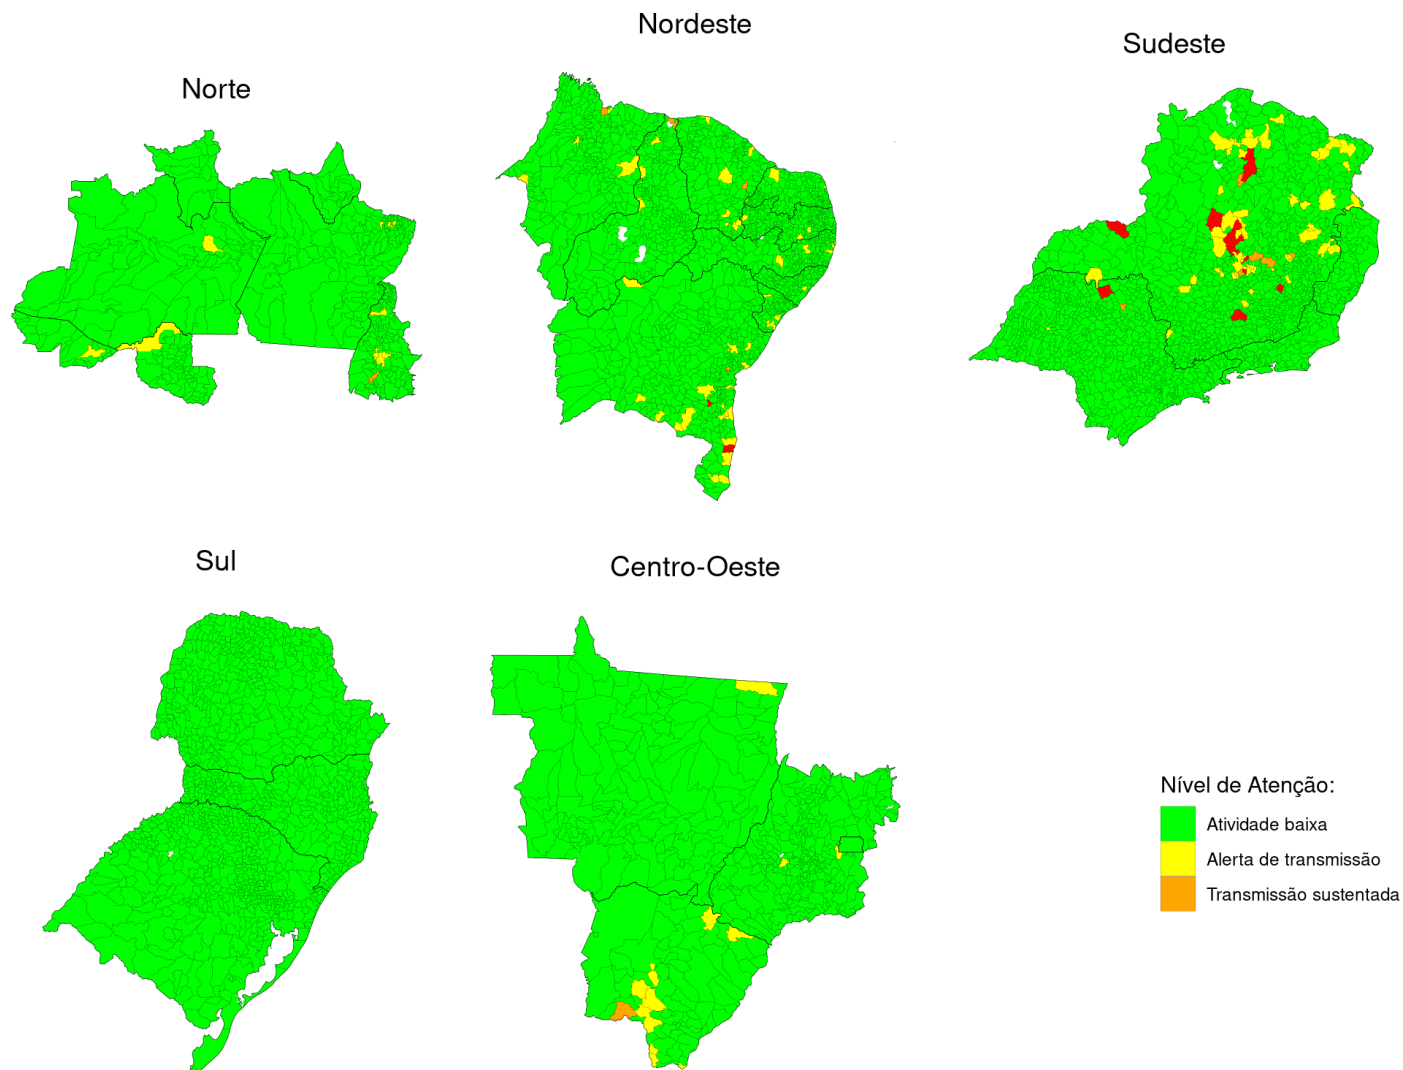 Nordeste
Sudeste
Norte
Sul
Centro-Oeste
Nível de Atenção:
Atividade baixa
Alerta de transmissão
Transmissão sustentada